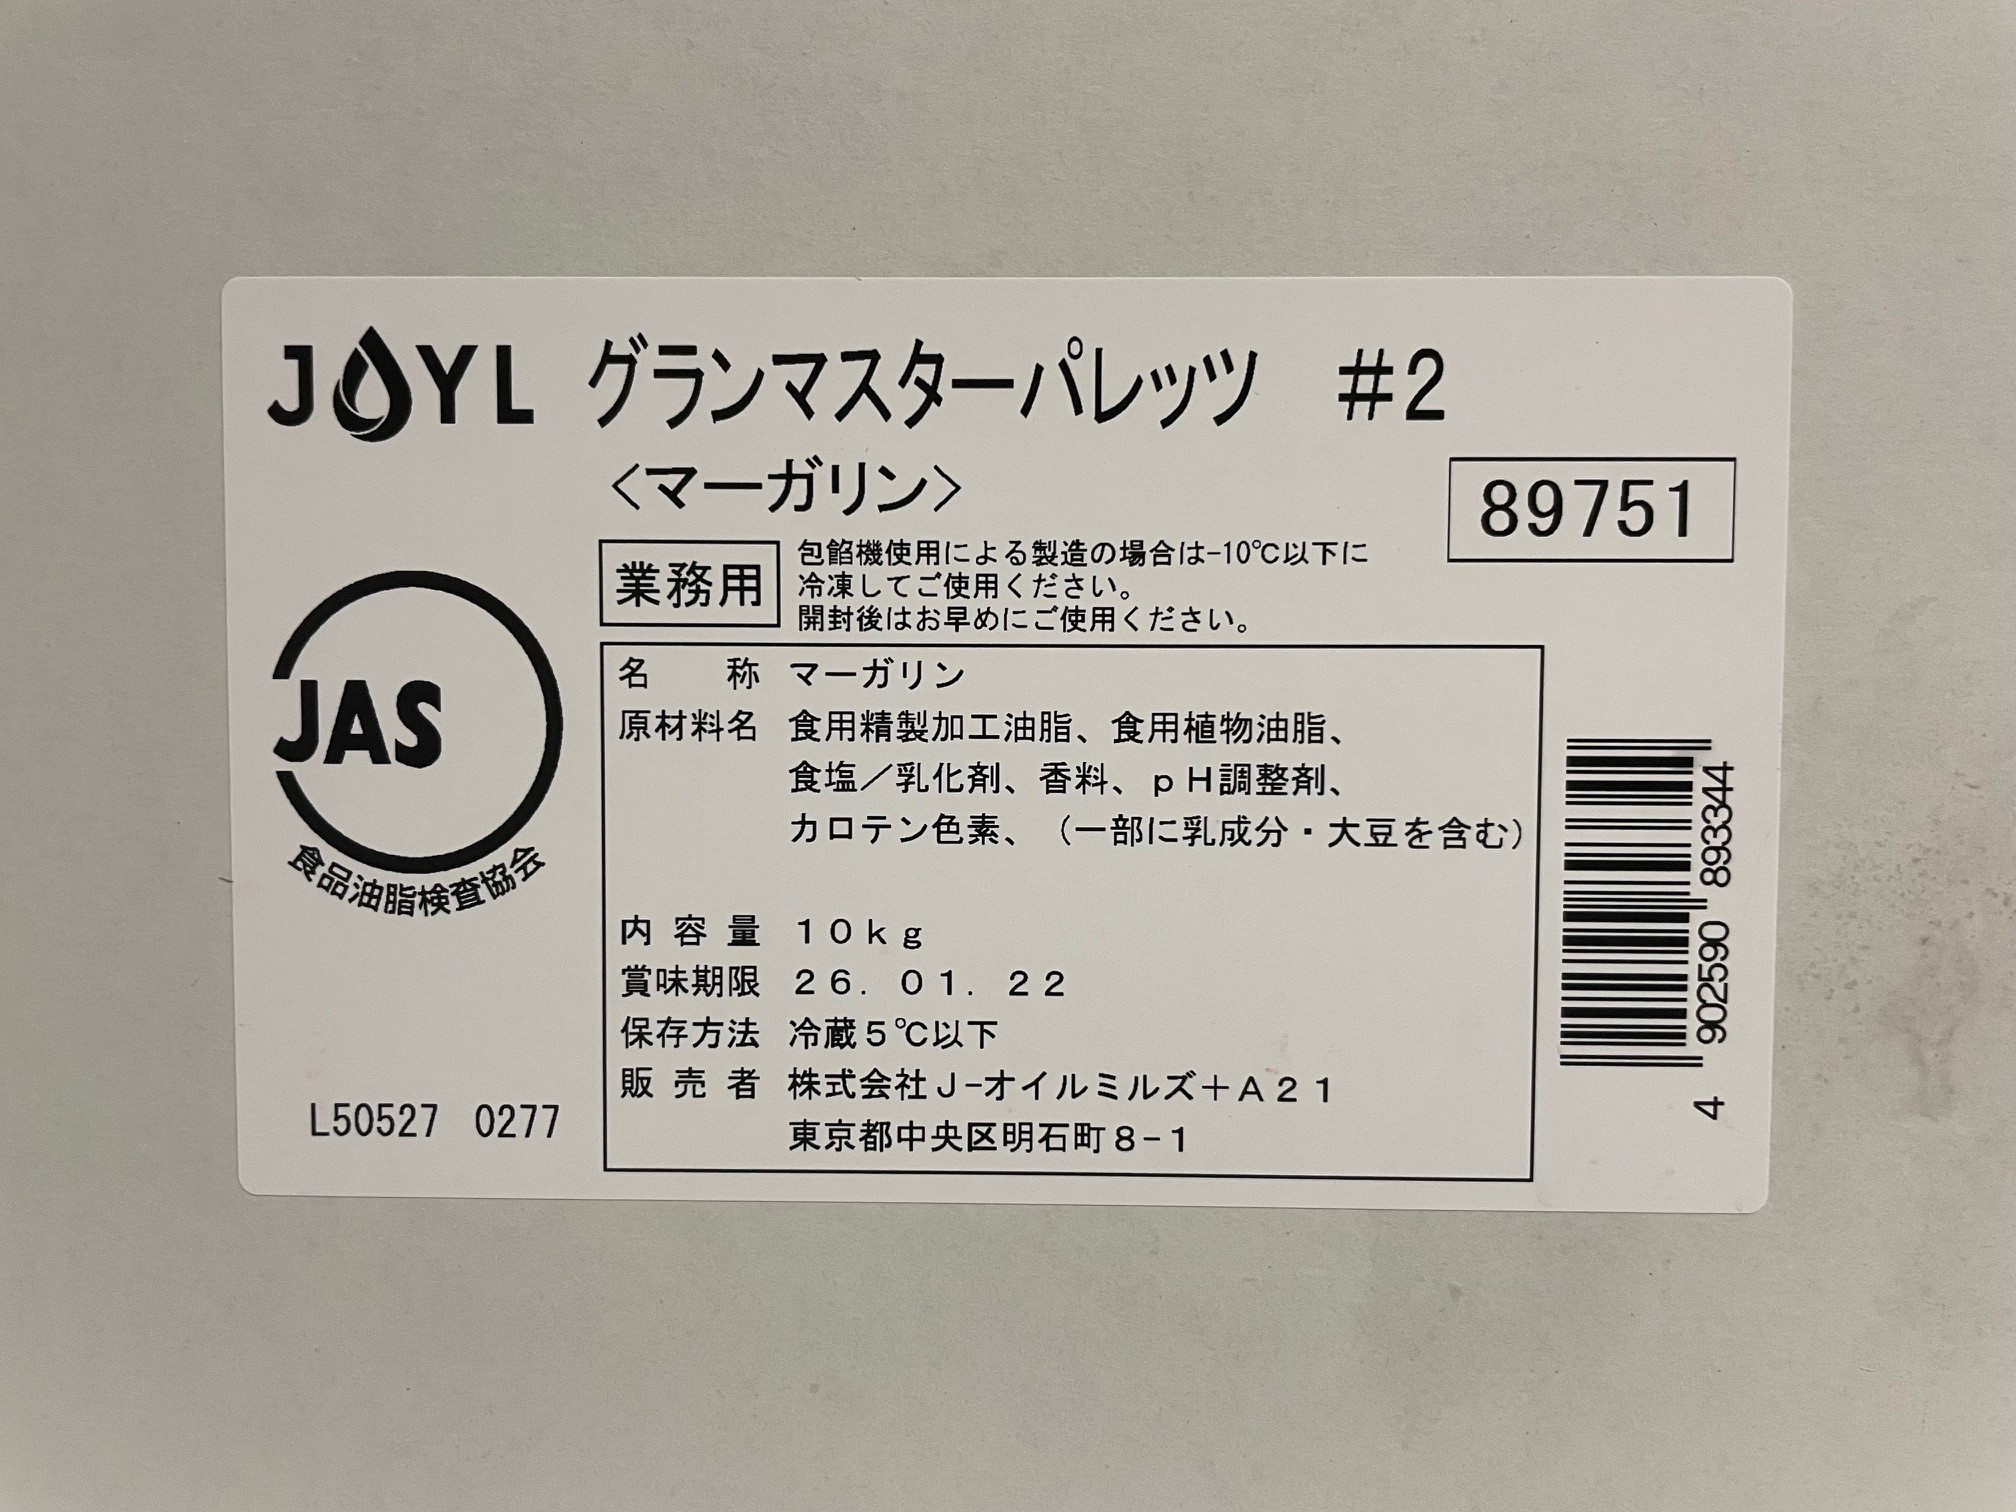 JOYL グランマスターパレッツ #2
<マーガリン>
89751
業務用
包餡機使用による製造の場合は-10℃以下に
冷凍してご使用ください。
開封後はお早めにご使用ください。
JAS
食品油脂検査協会
名　　称 マーガリン
原材料名 食用精製加工油脂、食用植物油脂、
食塩／乳化剤、香料、ｐＨ調整剤、
カロテン色素、（一部に乳成分・大豆を含む）
内 容 量 １０ｋｇ
賞味期限 ２６．０１．２２
保存方法 冷蔵５℃以下
販 売 者 株式会社Ｊ-オイルミルズ＋Ａ２１
東京都中央区明石町８−１
L50527 0277
4 902590 893344